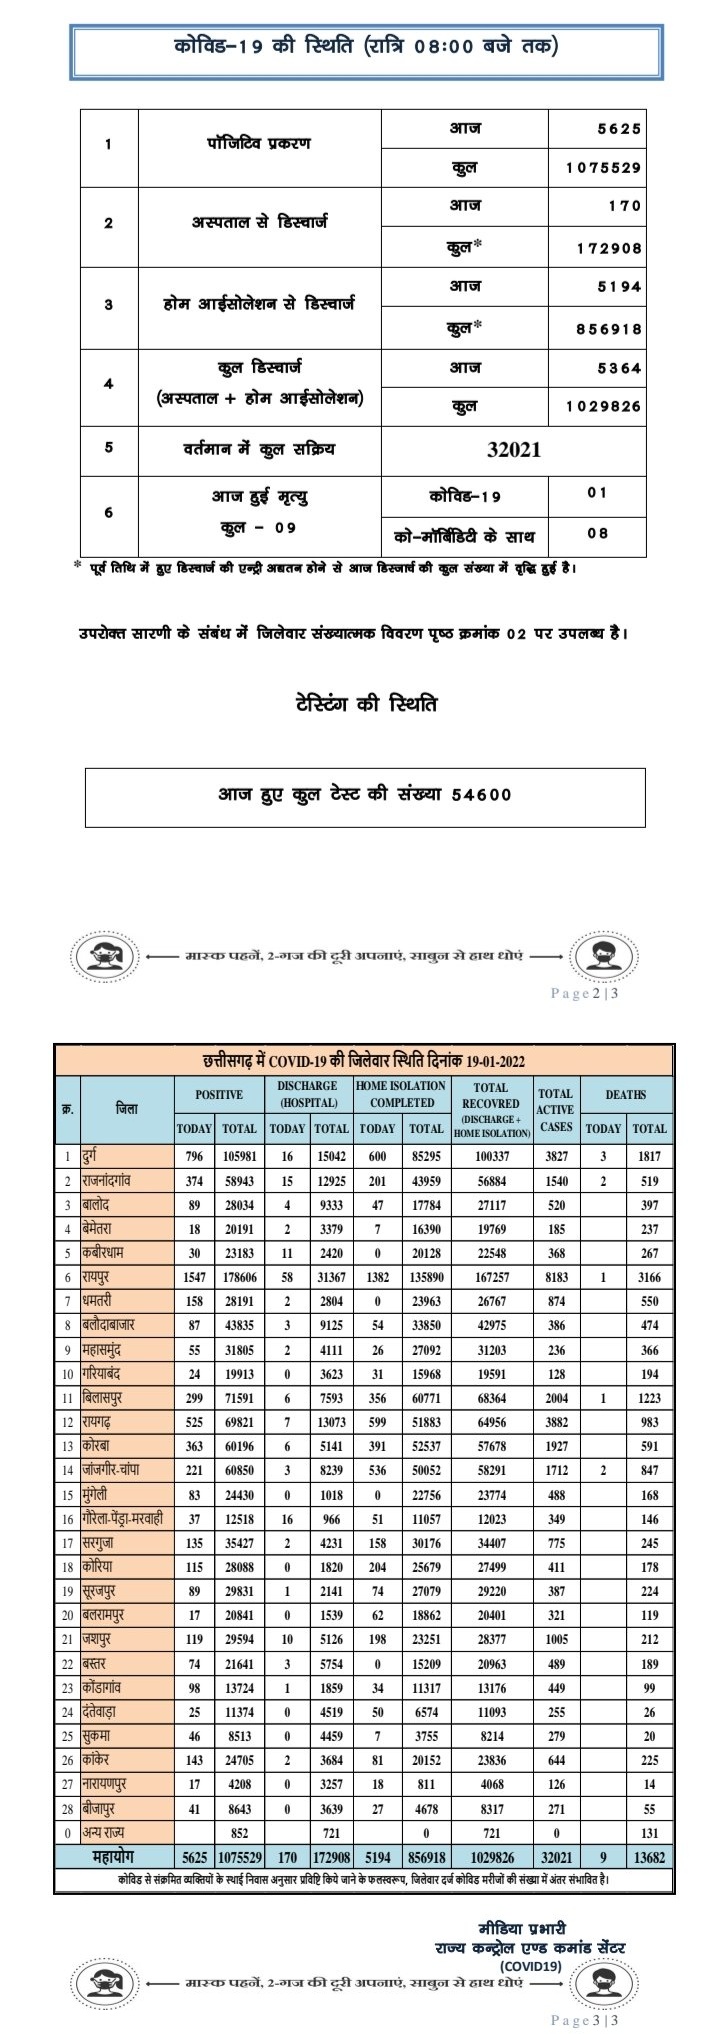 कोविड-19 की स्थिति (रात्रि 08:00 बजे तक)
1 पॉजिटिव प्रकरण आज 5625
कुल 1075529
2 अस्पताल से डिस्चार्ज आज 170
कुल* 172908
3 होम आईसोलेशन से डिस्चार्ज आज 5194
कुल* 856918
4 कुल डिस्चार्ज (अस्पताल + होम आईसोलेशन) आज 5364
कुल 1029826
5 वर्तमान में कुल सक्रिय 32021
6 आज हुई मृत्यु कुल - 09 कोविड-19 01
को-मॉर्बिडिटी के साथ 08
* पूर्व तिथि में हुए डिस्चार्ज की एन्ट्री अद्यतन होने से आज डिस्जार्च की कुल संख्या में वृद्धि हुई है।
उपरोक्त सारणी के संबंध में जिलेवार संख्यात्मक विवरण पृष्ठ क्रमांक 02 पर उपलब्ध है।
टेस्टिंग की स्थिति
आज हुए कुल टेस्ट की संख्या 54600
मास्क पहनें, 2-गज की दूरी अपनाएं, साबुन से हाथ धोएं
Page2|3
छत्तीसगढ़ में COVID-19 की जिलेवार स्थिति दिनांक 19-01-2022
क्र. जिला POSITIVE DISCHARGE (HOSPITAL) HOME ISOLATION COMPLETED TOTAL RECOVRED (DISCHARGE + HOME ISOLATION) TOTAL ACTIVE CASES DEATHS
TODAY TOTAL TODAY TOTAL TODAY TOTAL TODAY TOTAL
1 दुर्ग 796 105981 16 15042 600 85295 100337 3827 3 1817
2 राजनांदगांव 374 58943 15 12925 201 43959 56884 1540 2 519
3 बालोद 89 28034 4 9333 47 17784 27117 520 397
4 बेमेतरा 18 20191 2 3379 7 16390 19769 185 237
5 कबीरधाम 30 23183 11 2420 0 20128 22548 368 267
6 रायपुर 1547 178606 58 31367 1382 135890 167257 8183 1 3166
7 धमतरी 158 28191 2 2804 0 23963 26767 874 550
8 बलौदाबाजार 87 43835 3 9125 54 33850 42975 386 474
9 महासमुंद 55 31805 2 4111 26 27092 31203 236 366
10 गरियाबंद 24 19913 0 3623 31 15968 19591 128 194
11 बिलासपुर 299 71591 6 7593 356 60771 68364 2004 1 1223
12 रायगढ़ 525 69821 7 13073 599 51883 64956 3882 983
13 कोरबा 363 60196 6 5141 391 52537 57678 1927 591
14 जांजगीर-चांपा 221 60850 3 8239 536 50052 58291 1712 2 847
15 मुंगेली 83 24430 0 1018 0 22756 23774 488 168
16 गौरेला-पेंड्रा-मरवाही 37 12518 16 966 51 11057 12023 349 146
17 सरगुजा 135 35427 2 4231 158 30176 34407 775 245
18 कोरिया 115 28088 0 1820 204 25679 27499 411 178
19 सूरजपुर 89 29831 1 2141 74 27079 29220 387 224
20 बलरामपुर 17 20841 0 1539 62 18862 20401 321 119
21 जशपुर 119 29594 10 5126 198 23251 28377 1005 212
22 बस्तर 74 21641 3 5754 0 15209 20963 489 189
23 कोंडागांव 98 13724 1 1859 34 11317 13176 449 99
24 दंतेवाड़ा 25 11374 0 4519 50 6574 11093 255 26
25 सुकमा 46 8513 0 4459 7 3755 8214 279 20
26 कांकेर 143 24705 2 3684 81 20152 23836 644 225
27 नारायणपुर 17 4208 0 3257 18 811 4068 126 14
28 बीजापुर 41 8643 0 3639 27 4678 8317 271 55
0 अन्य राज्य 852 721 0 721 0 131
महायोग 5625 1075529 170 172908 5194 856918 1029826 32021 9 13682
कोविड से संक्रमित व्यक्तियों के स्थाई निवास अनुसार प्रविष्टि किये जाने के फलस्वरूप, जिलेवार दर्ज कोविड मरीजों की संख्या में अंतर संभावित है।
मीडिया प्रभारी
राज्य कन्ट्रोल एण्ड कमांड सेंटर
(COVID19)
मास्क पहनें, 2-गज की दूरी अपनाएं, साबुन से हाथ धोएं
Page3|3